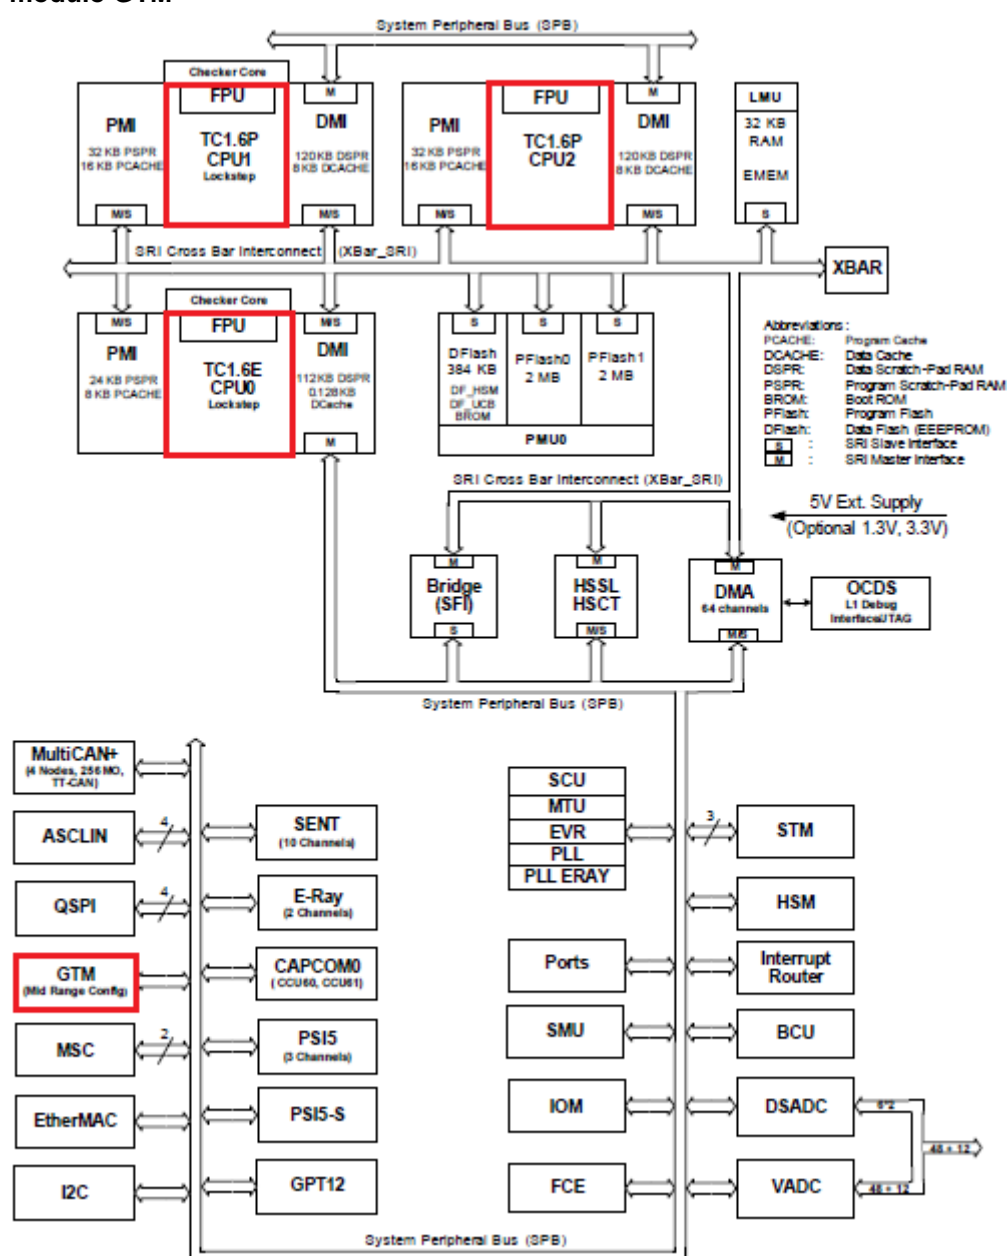 Module GTM
System Peripheral Bus (SPB)
Checker Core
FPU
M
PMI
TC1.6P
CPU1
Lockstep
DMI
32 KB PSPR
16 KB PCACHE
120KB DSPR
8KB DCACHE
M/S
M/S
FPU
M
PMI
TC1.6P
CPU2
DMI
32 KB PSPR
16 KB PCACHE
120KB DSPR
8KB DCACHE
M/S
M/S
LMU
32 KB
RAM
EMEM
S
SRI Cross Bar Interconnect (XBar_SRI)
XBAR
Checker Core
M/S
FPU
M/S
PMI
TC1.6E
CPU0
Lockstep
DMI
24 KB PSPR
8 KB PCACHE
112KB DSPR
0.128KB
DCache
M
S
S
S
DFlash
384 KB
DF_HSM
DF_UCB
BROM
PFlash0
2 MB
PFlash1
2 MB
PMU0
Abbreviations :
PCACHE: Program Cache
DCACHE: Data Cache
DSPR: Data Scratch-Pad RAM
PSPR: Program Scratch-Pad RAM
BROM: Boot ROM
PFlash: Program Flash
DFlash: Data Flash (EEEPROM)
S : SRI Slave Interface
M : SRI Master Interface
SRI Cross Bar Interconnect (XBar_SRI)
5V Ext. Supply
(Optional 1.3V, 3.3V)
M
Bridge
(SFI)
S
M
HSSL
HSCT
M/S
M
DMA
64 channels
M/S
OCDS
L1 Debug
Interface/JTAG
System Peripheral Bus (SPB)
MultiCAN+
(4 Nodes, 256 MO,
TT-CAN)
ASCLIN
4
QSPI
4
GTM
(Mid Range Config)
MSC
2
EtherMAC
I2C
SENT
(10 Channels)
E-Ray
(2 Channels)
CAPCOM0
( CCU60, CCU61)
PSI5
(3 Channels)
PSI5-S
GPT12
SCU
MTU
EVR
PLL
PLL ERAY
Ports
SMU
IOM
FCE
3
STM
HSM
Interrupt
Router
BCU
DSADC
6*2
VADC
48 + 12
48 + 12
System Peripheral Bus (SPB)